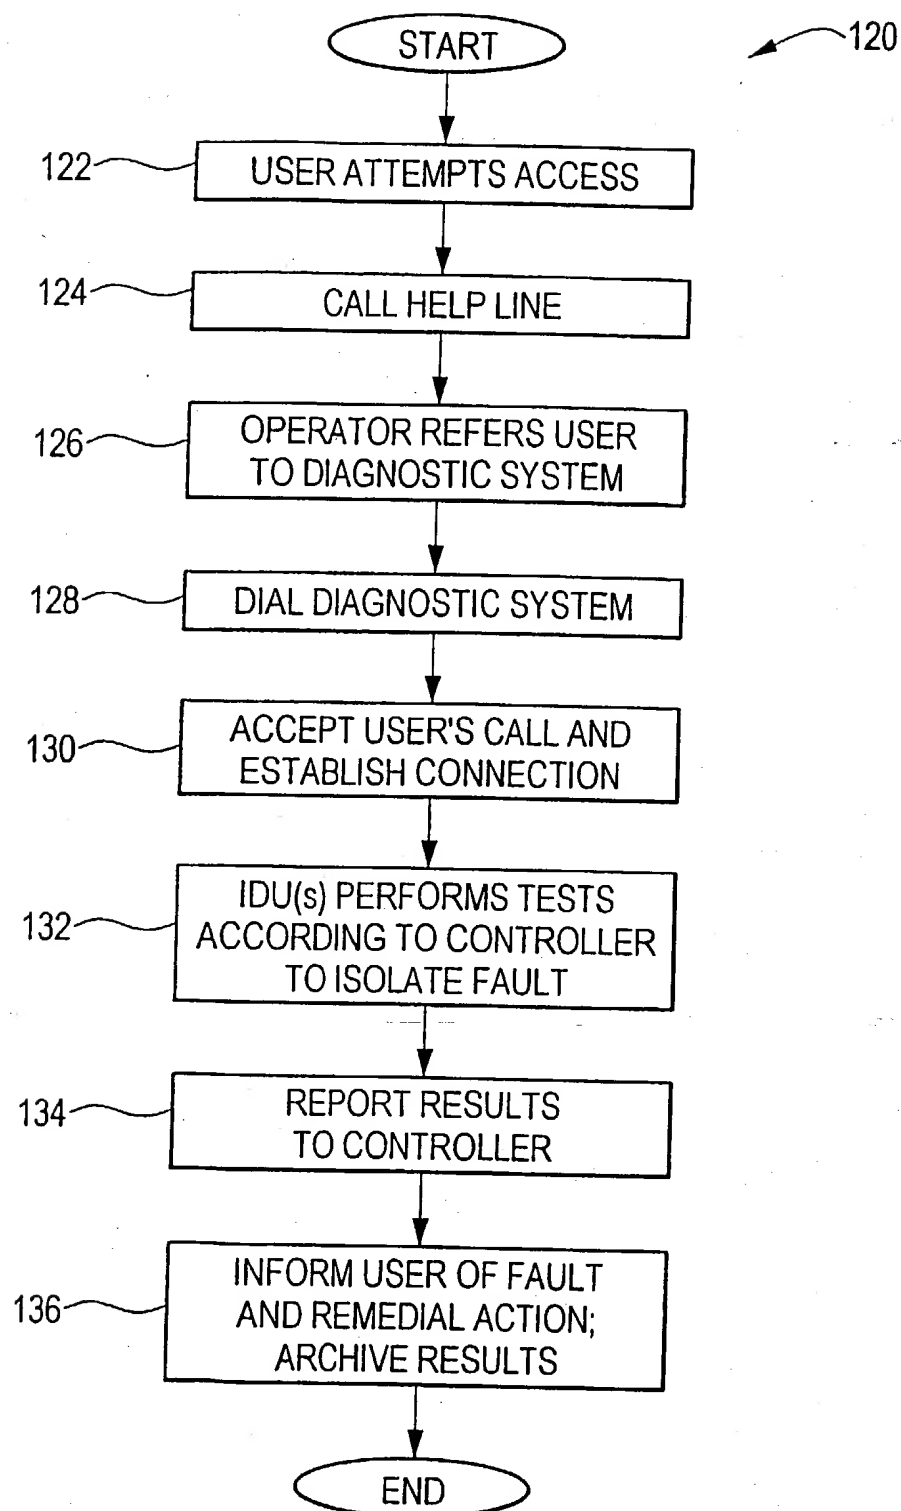 START
120
122
USER ATTEMPTS ACCESS
124
CALL HELP LINE
126
OPERATOR REFERS USER
TO DIAGNOSTIC SYSTEM
128
DIAL DIAGNOSTIC SYSTEM
130
ACCEPT USER'S CALL AND
ESTABLISH CONNECTION
132
IDU(s) PERFORMS TESTS
ACCORDING TO CONTROLLER
TO ISOLATE FAULT
134
REPORT RESULTS
TO CONTROLLER
136
INFORM USER OF FAULT
AND REMEDIAL ACTION;
ARCHIVE RESULTS
END